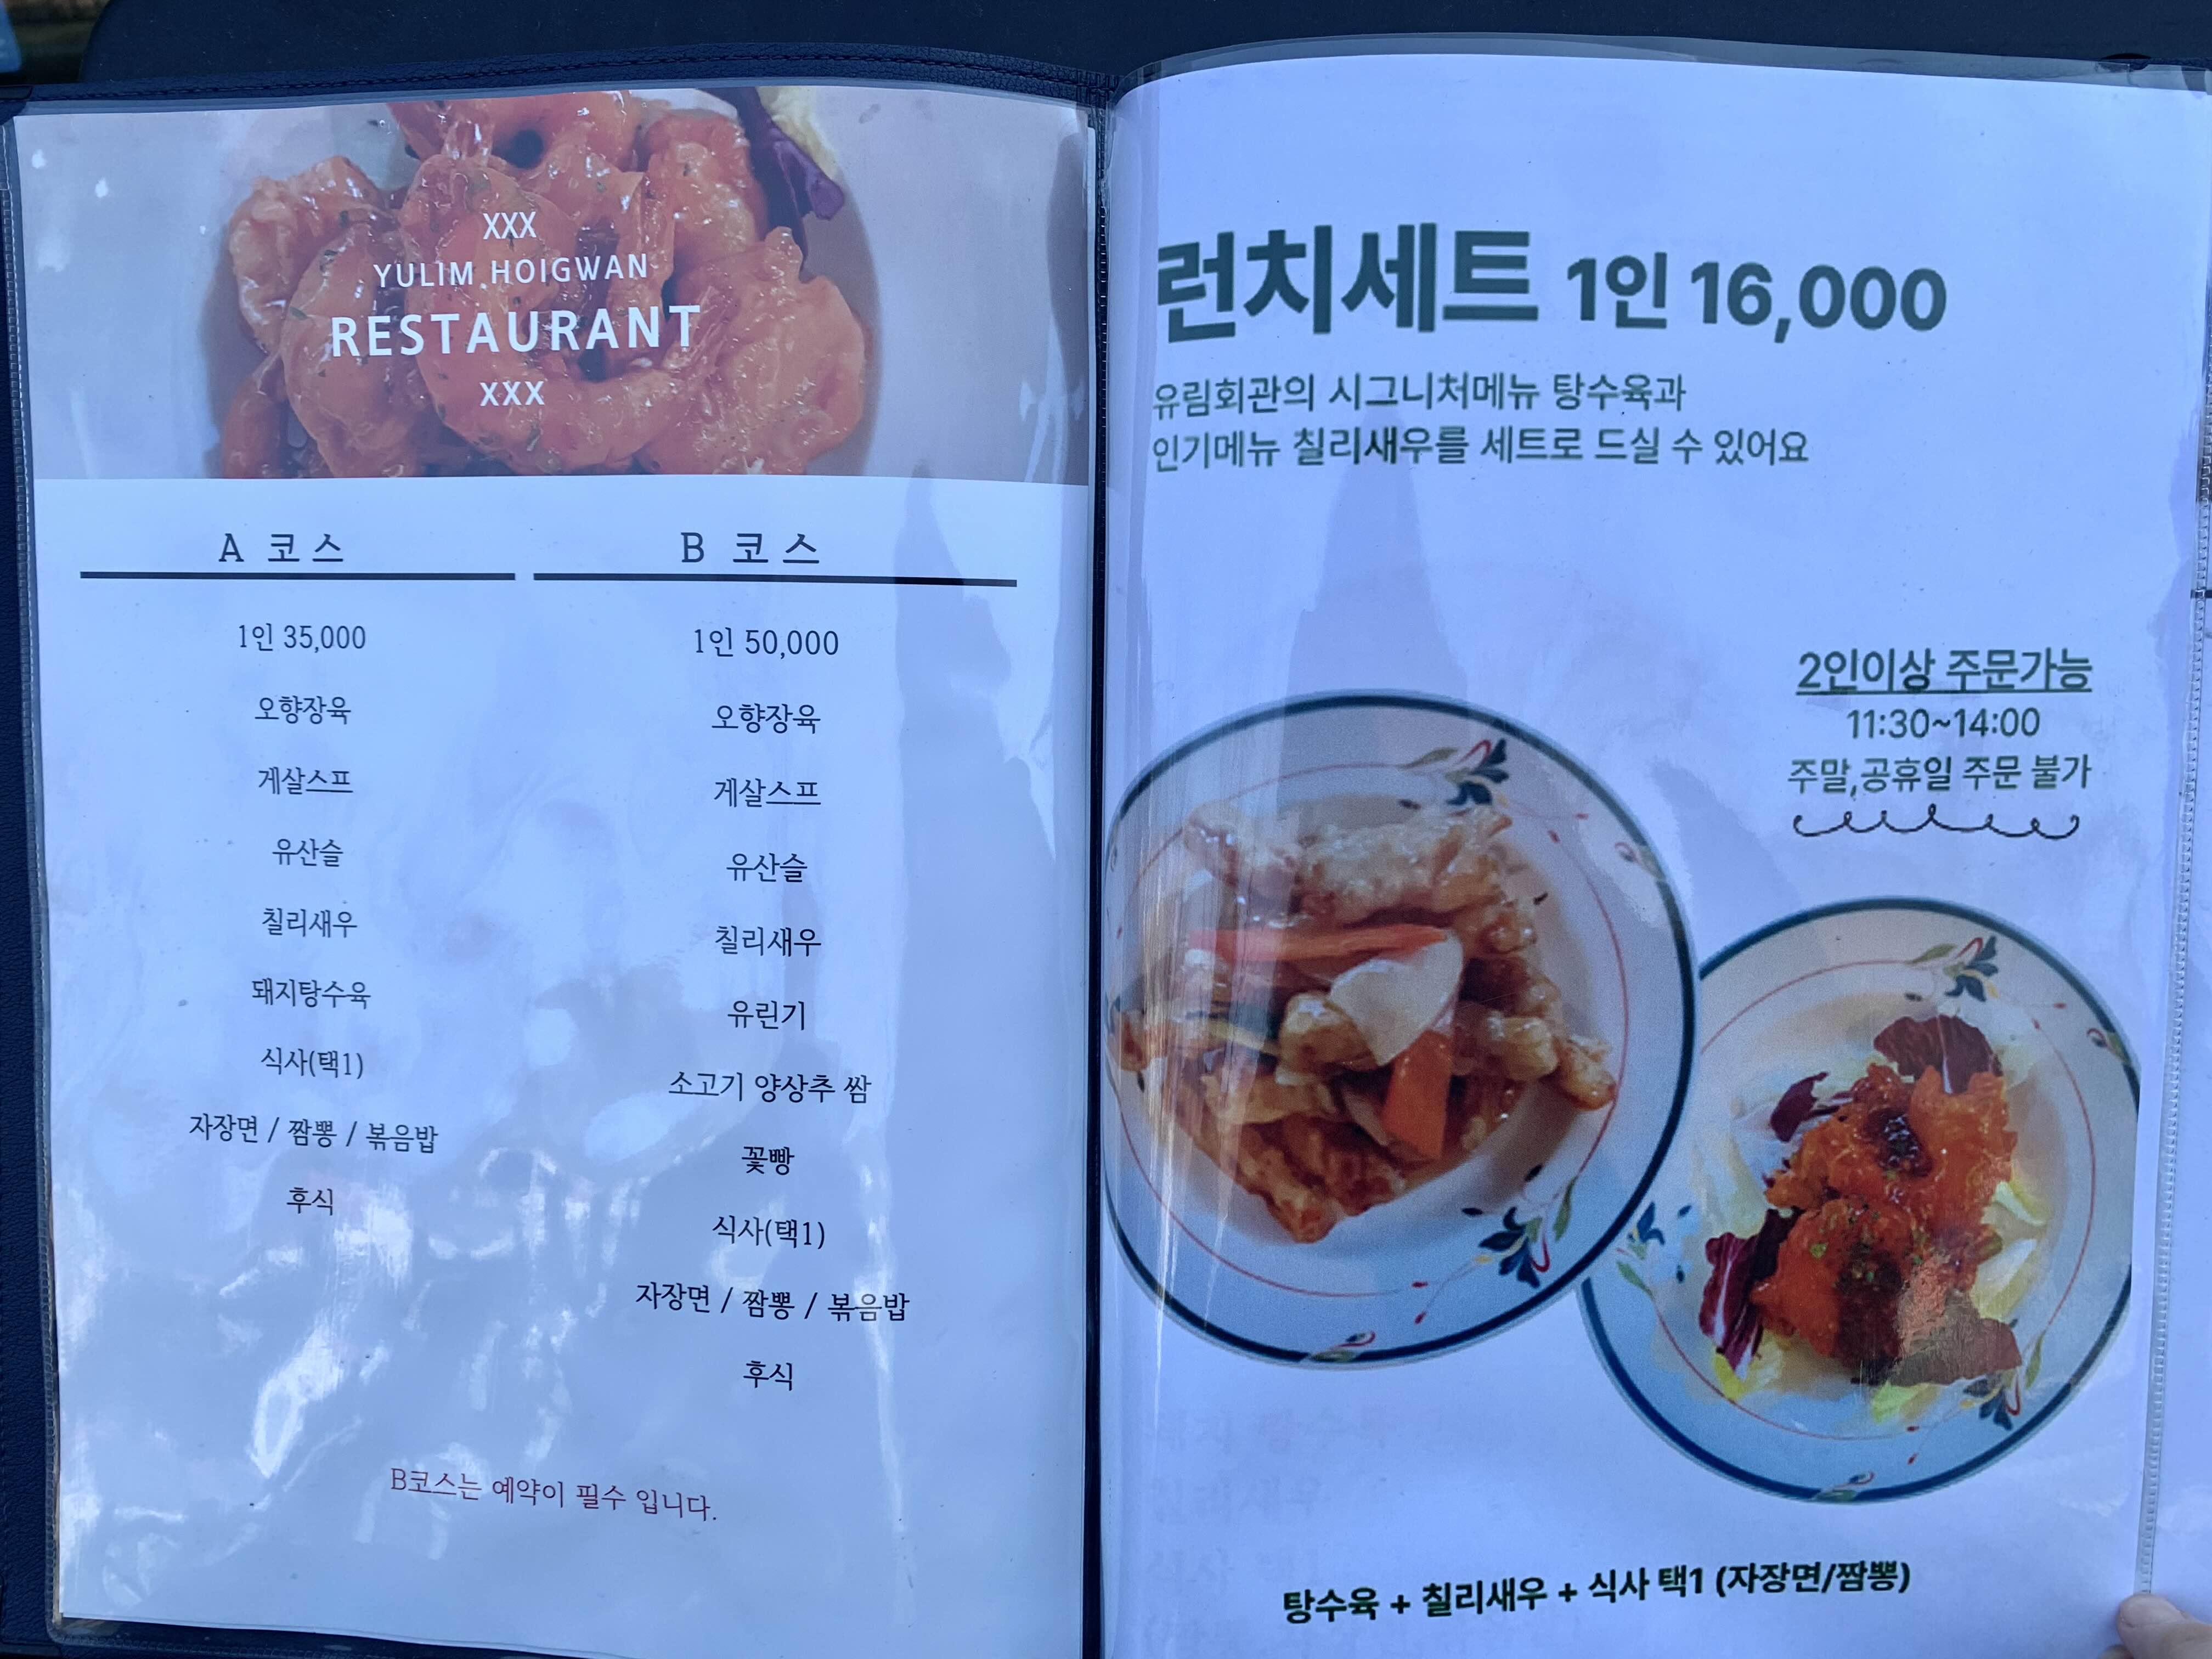 XXX
YULIM HOIGWAN
RESTAURANT
XXX
A 코스
1인 35,000
오향장육
게살스프
유산슬
칠리새우
돼지탕수육
식사(택1)
자장면 / 짬뽕 / 볶음밥
후식
B 코스
1인 50,000
오향장육
게살스프
유산슬
칠리새우
유린기
소고기 양상추 쌈
꽃빵
식사(택1)
자장면 / 짬뽕 / 볶음밥
후식
B코스는 예약이 필수 입니다.
런치세트 1인 16,000
유림회관의 시그니처메뉴 탕수육과
인기메뉴 칠리새우를 세트로 드실 수 있어요
2인이상 주문가능
11:30~14:00
주말,공휴일 주문 불가
탕수육 + 칠리새우 + 식사 택1 (자장면/짬뽕)